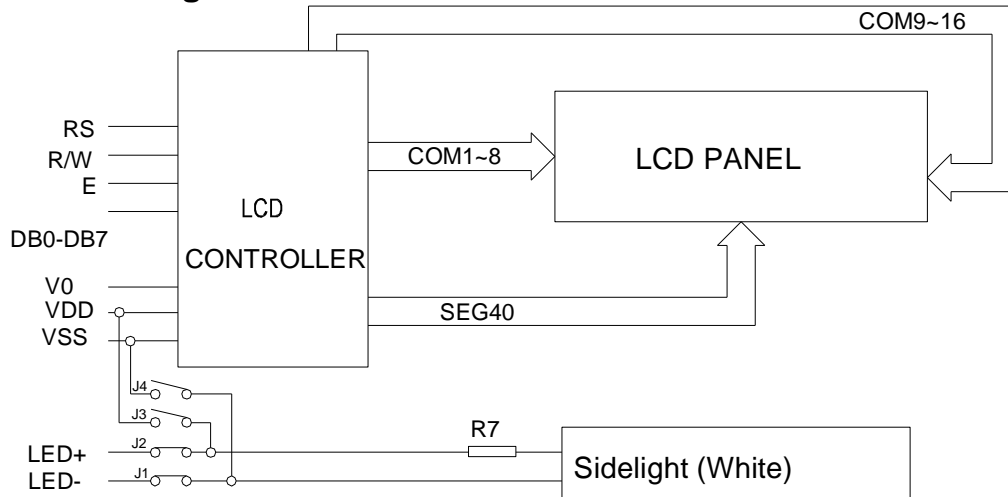 COM9~16
RS
R/W
E
DB0-DB7
V0
VDD
VSS
LCD
CONTROLLER
COM1~8
LCD PANEL
SEG40
J4
J3
J2
J1
LED+
LED-
R7
Sidelight (White)